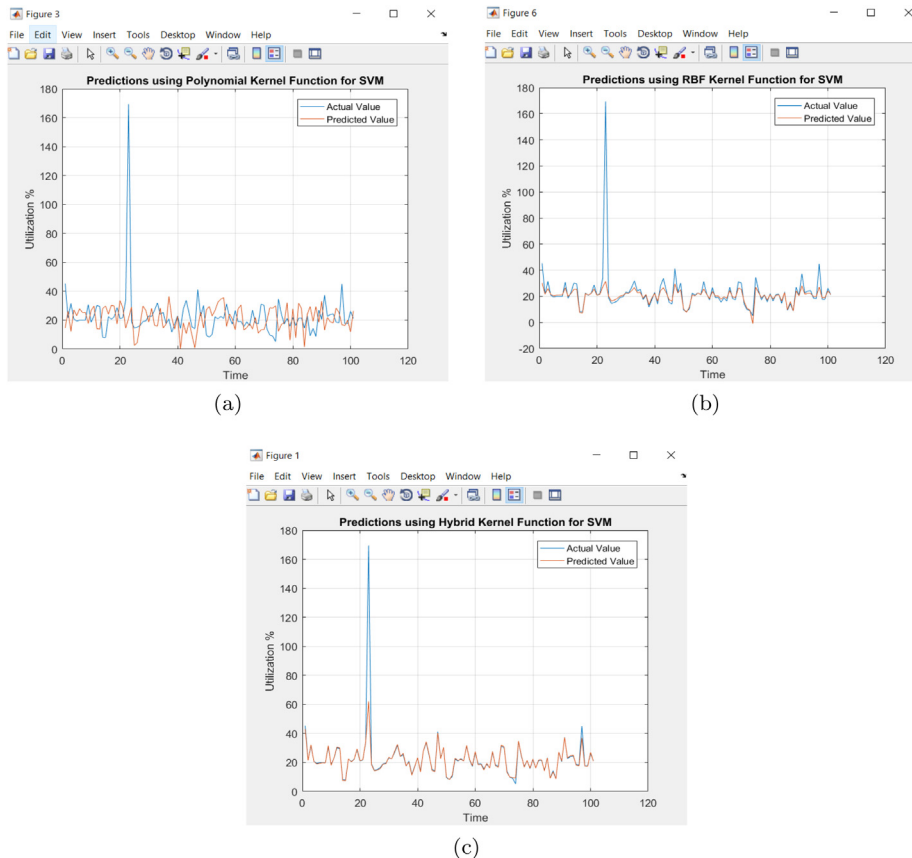 Figure 3
File Edit View Insert Tools Desktop Window Help
Predictions using Polynomial Kernel Function for SVM
180
160
140
120
100
80
60
40
20
0
Utilization %
Actual Value
Predicted Value
0 20 40 60 80 100 120
Time
(a)
Figure 6
File Edit View Insert Tools Desktop Window Help
Predictions using RBF Kernel Function for SVM
180
160
140
120
100
80
60
40
20
0
-20
Utilization %
Actual Value
Predicted Value
0 20 40 60 80 100 120
Time
(b)
Figure 1
File Edit View Insert Tools Desktop Window Help
Predictions using Hybrid Kernel Function for SVM
180
160
140
120
100
80
60
40
20
0
Utilization %
Actual Value
Predicted Value
0 20 40 60 80 100 120
Time
(c)